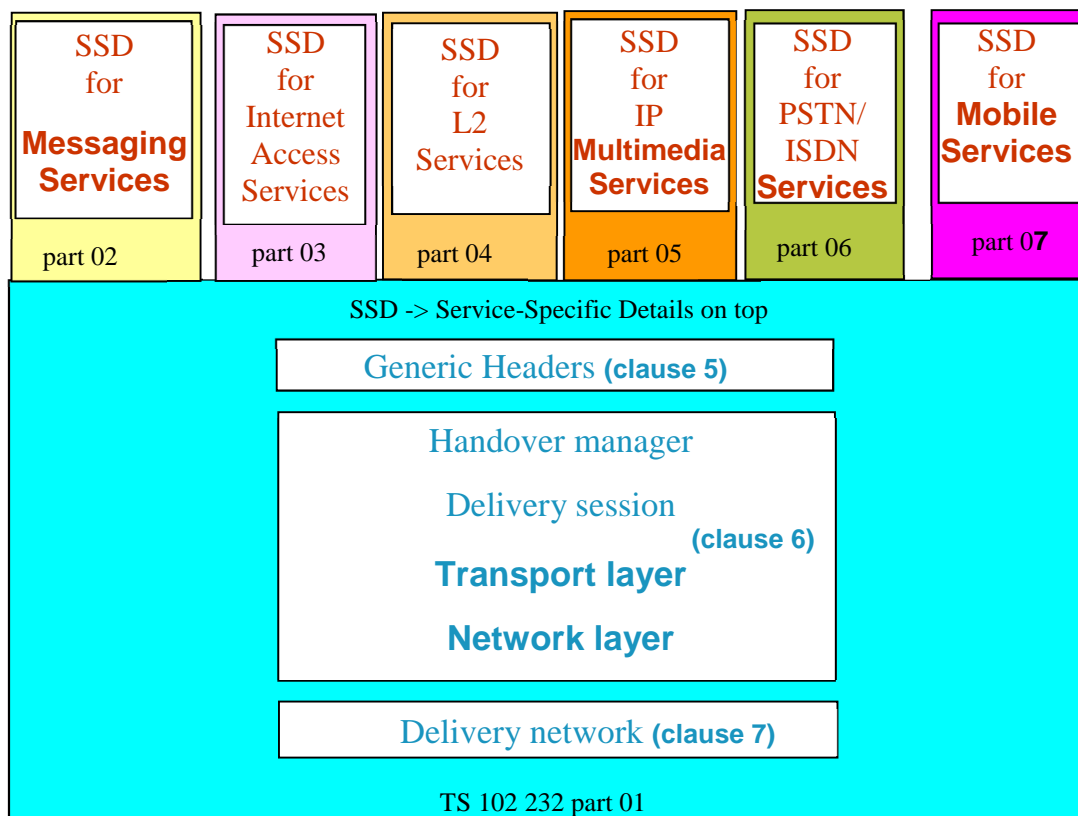 SSD
for
Messaging
Services
part 02
SSD
for
Internet
Access
Services
part 03
SSD
for
L2
Services
part 04
SSD
for
IP
Multimedia
Services
part 05
SSD
for
PSTN/
ISDN
Services
part 06
SSD
for
Mobile
Services
part 07
SSD -> Service-Specific Details on top
Generic Headers (clause 5)
Handover manager
Delivery session
(clause 6)
Transport layer
Network layer
Delivery network (clause 7)
TS 102 232 part 01